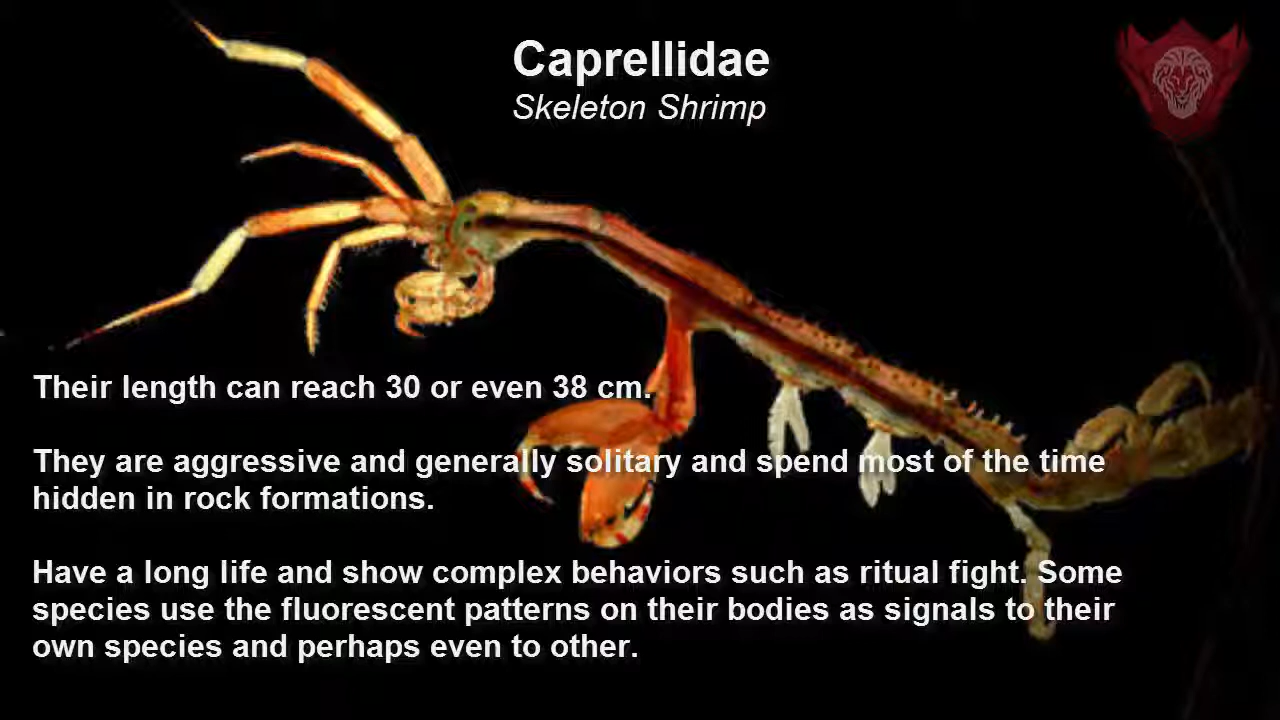 Caprellidae
Skeleton Shrimp
Their length can reach 30 or even 38 cm.
They are aggressive and generally solitary and spend most of the time
hidden in rock formations.
Have a long life and show complex behaviors such as ritual fight. Some
species use the fluorescent patterns on their bodies as signals to their
own species and perhaps even to other.